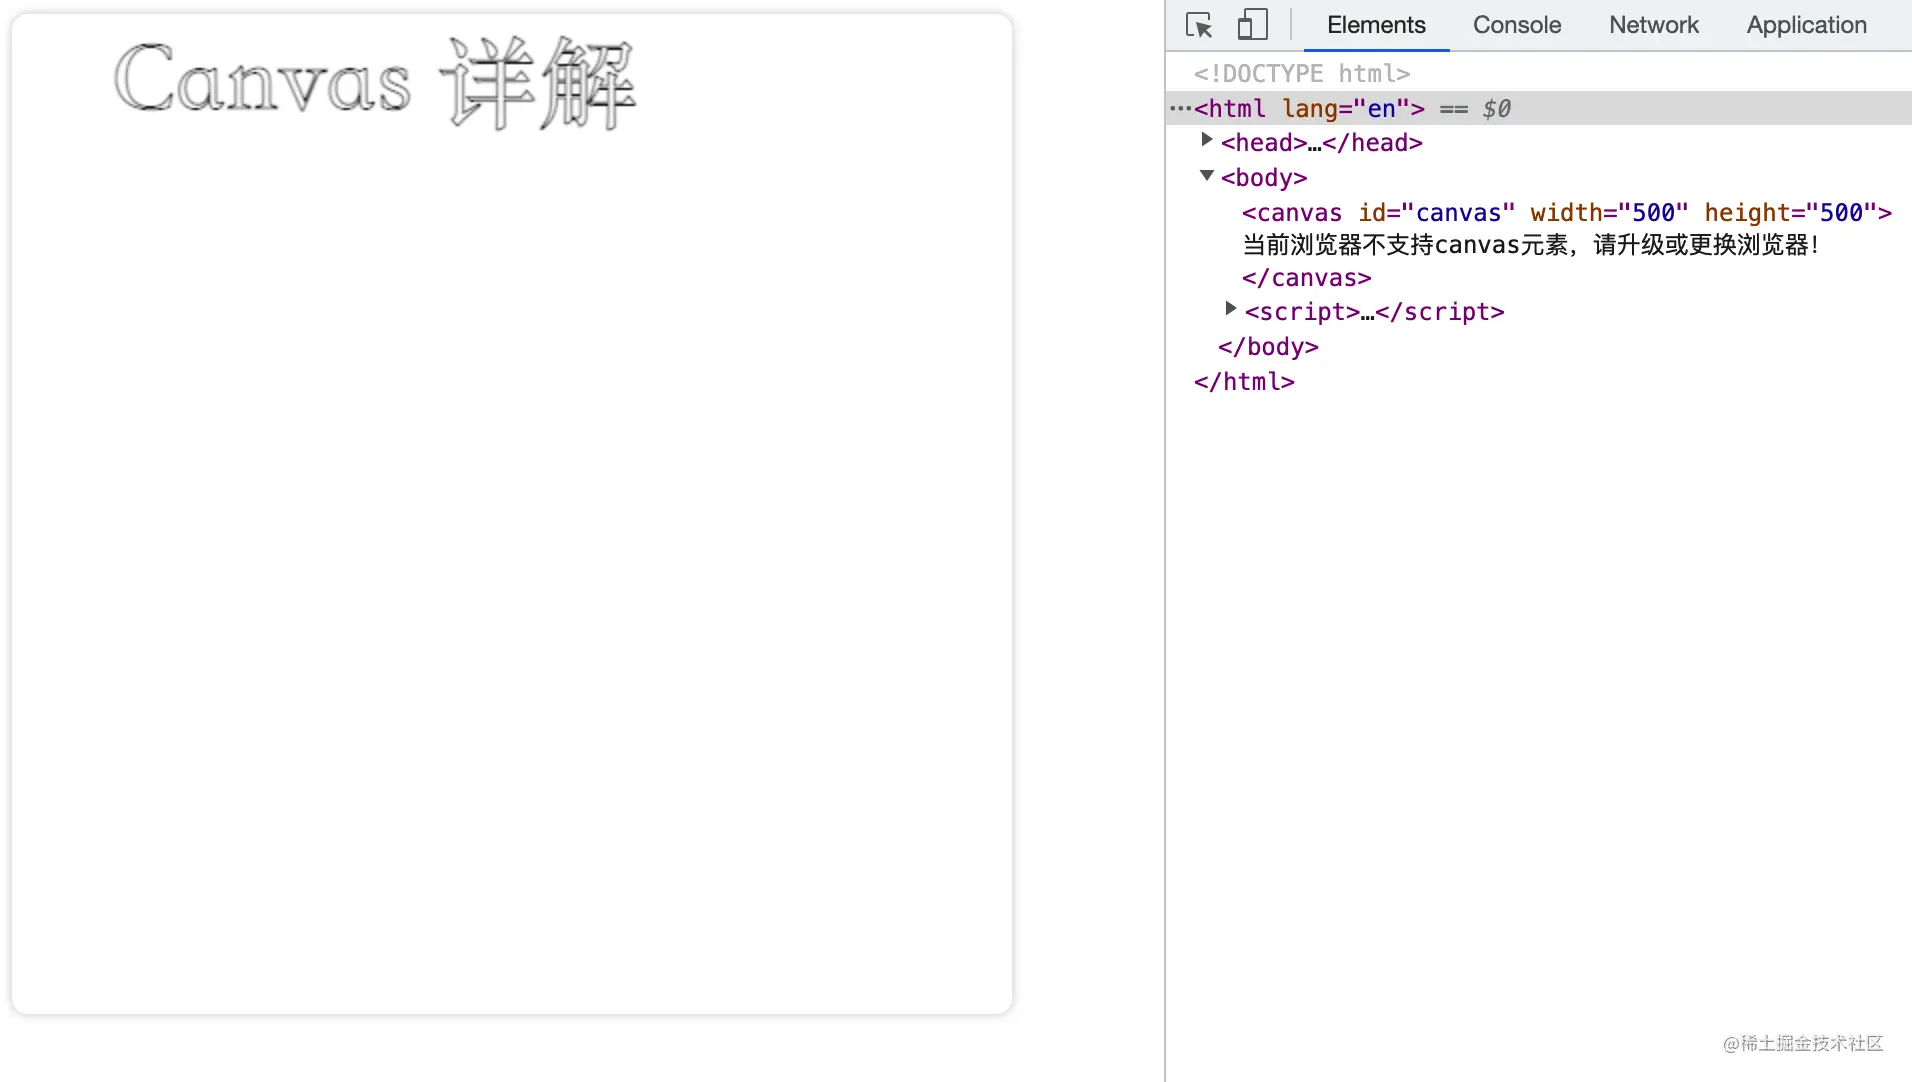 Canvas 详解
Elements Console Network Application
<!DOCTYPE html>
···<html lang="en"> == $0
<head>…</head>
<body>
<canvas id="canvas" width="500" height="500">
当前浏览器不支持canvas元素，请升级或更换浏览器！
</canvas>
<script>…</script>
</body>
</html>
@稀土掘金技术社区